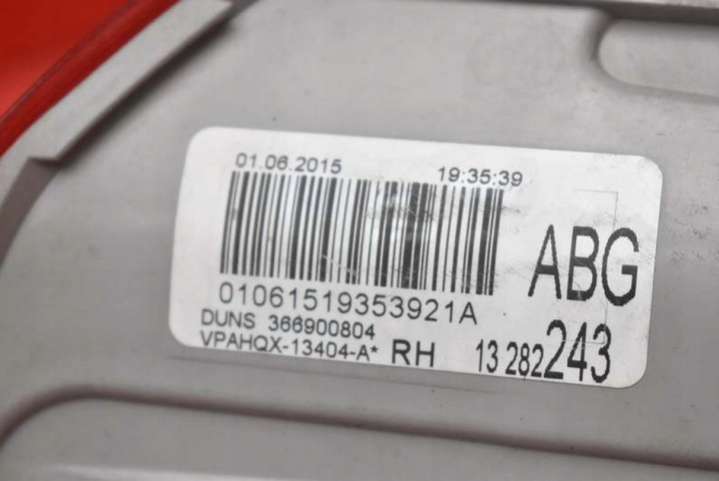 01.06.2015 19:35:39
01061519353921A
ABG
DUNS 366900804
VPAHQX-13404-A* RH 13 282 243